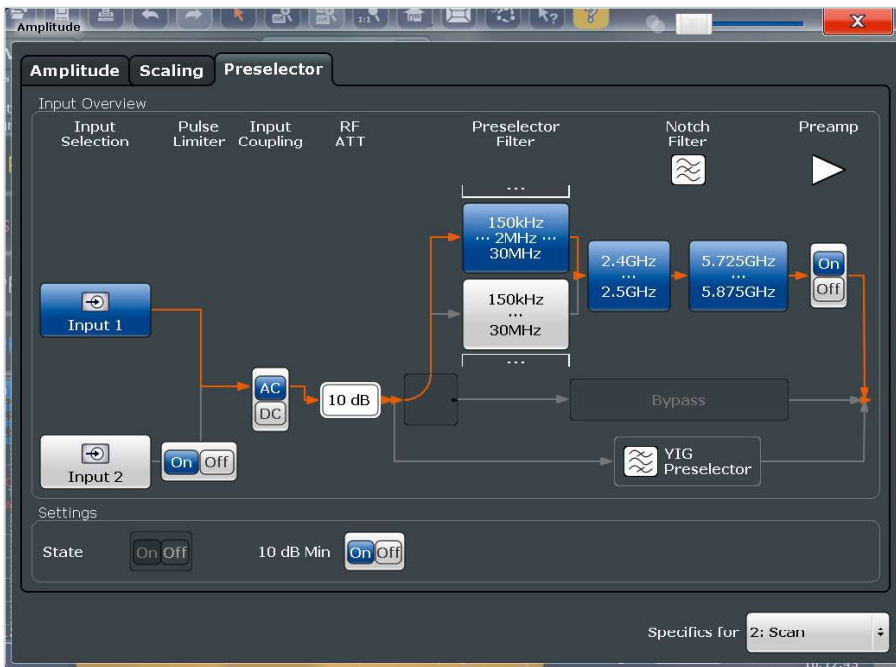 Amplitude
Amplitude Scaling Preselector
Input Overview
Input Selection
Pulse Limiter
Input Coupling
RF ATT
Preselector Filter
Notch Filter
Preamp
...
150kHz
... 2MHz ...
30MHz
2.4GHz
...
2.5GHz
5.725GHz
...
5.875GHz
On
Off
150kHz
...
30MHz
...
Input 1
AC
DC
10 dB
Bypass
Input 2
On Off
YIG
Preselector
Settings
State On Off 10 dB Min On Off
Specifics for 2: Scan